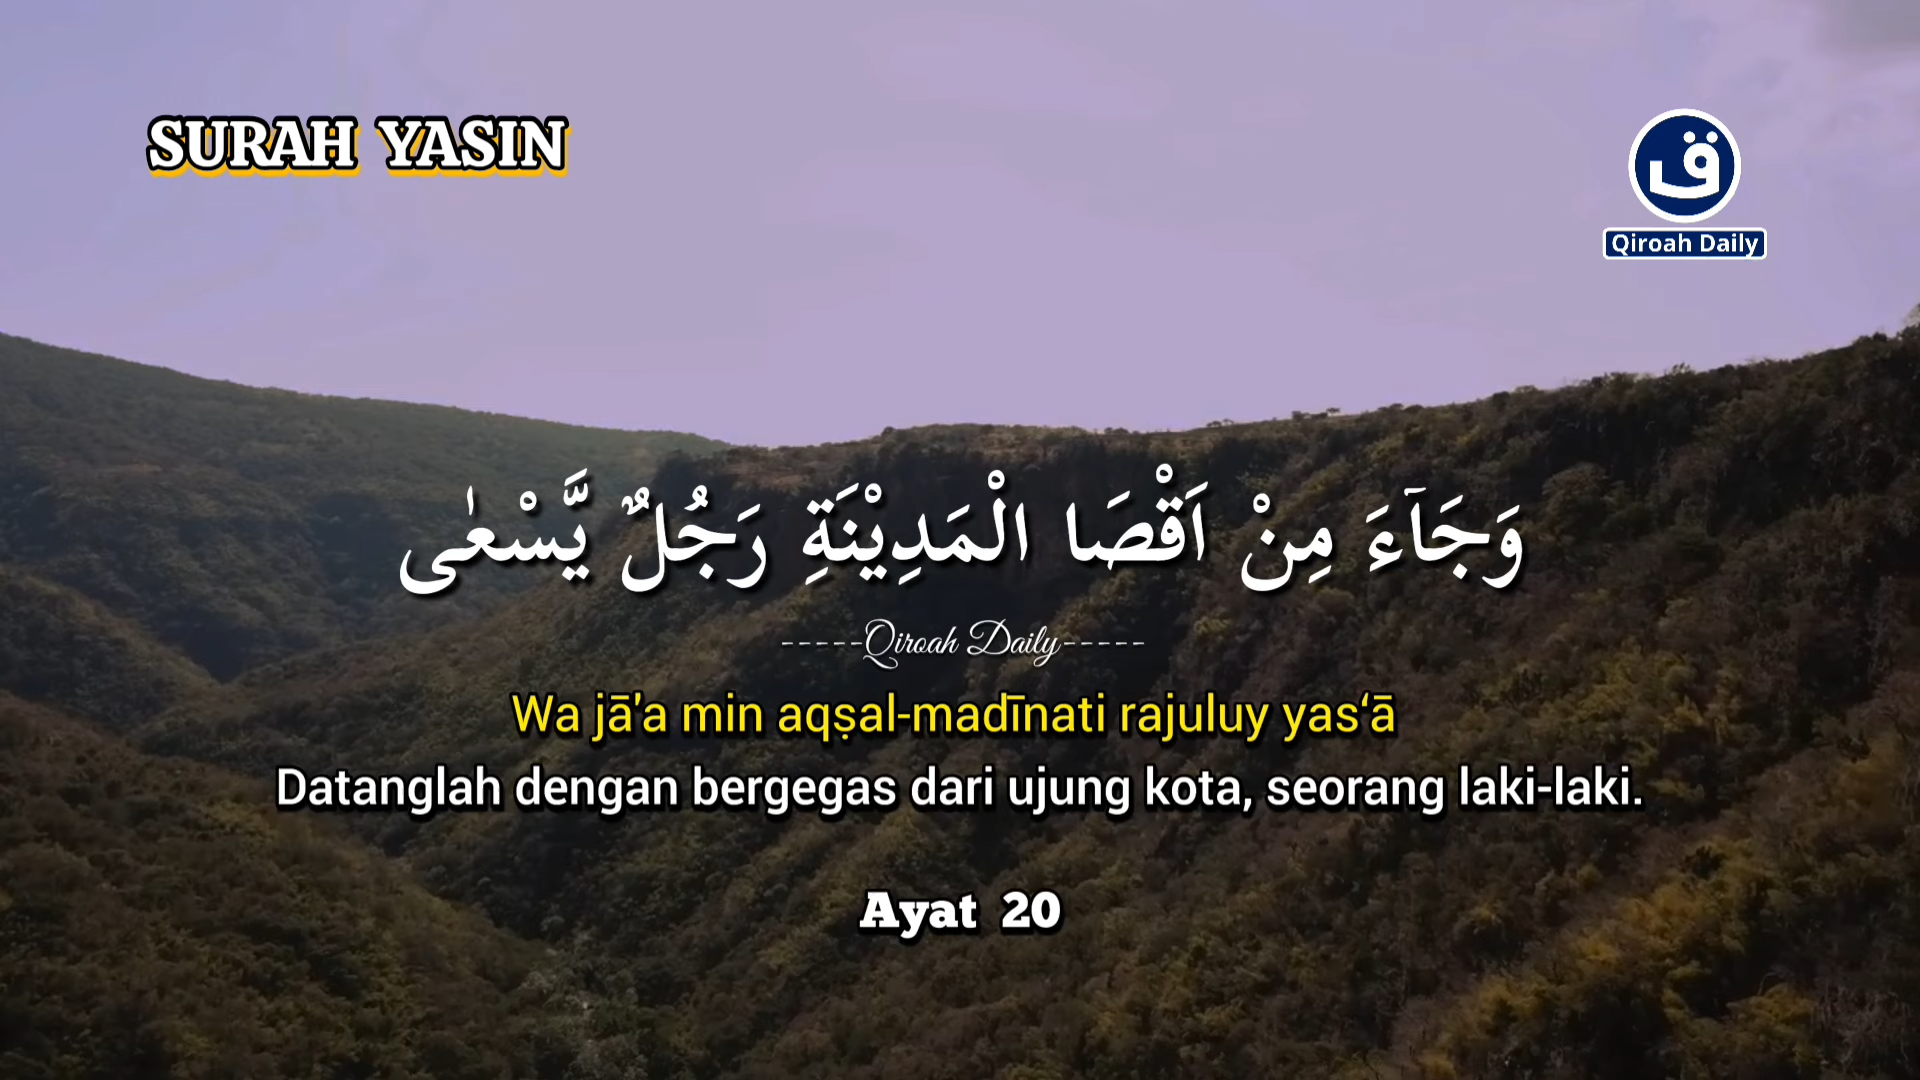 SURAH YASIN
ق
Qiroah Daily
وَجَآءَ مِنْ اَقْصَا الْمَدِيْنَةِ رَجُلٌ يَّسْعٰى
-----Qiroah Daily-----
Wa jā'a min aqṣal-madīnati rajuluy yas‘ā
Datanglah dengan bergegas dari ujung kota, seorang laki-laki.
Ayat 20